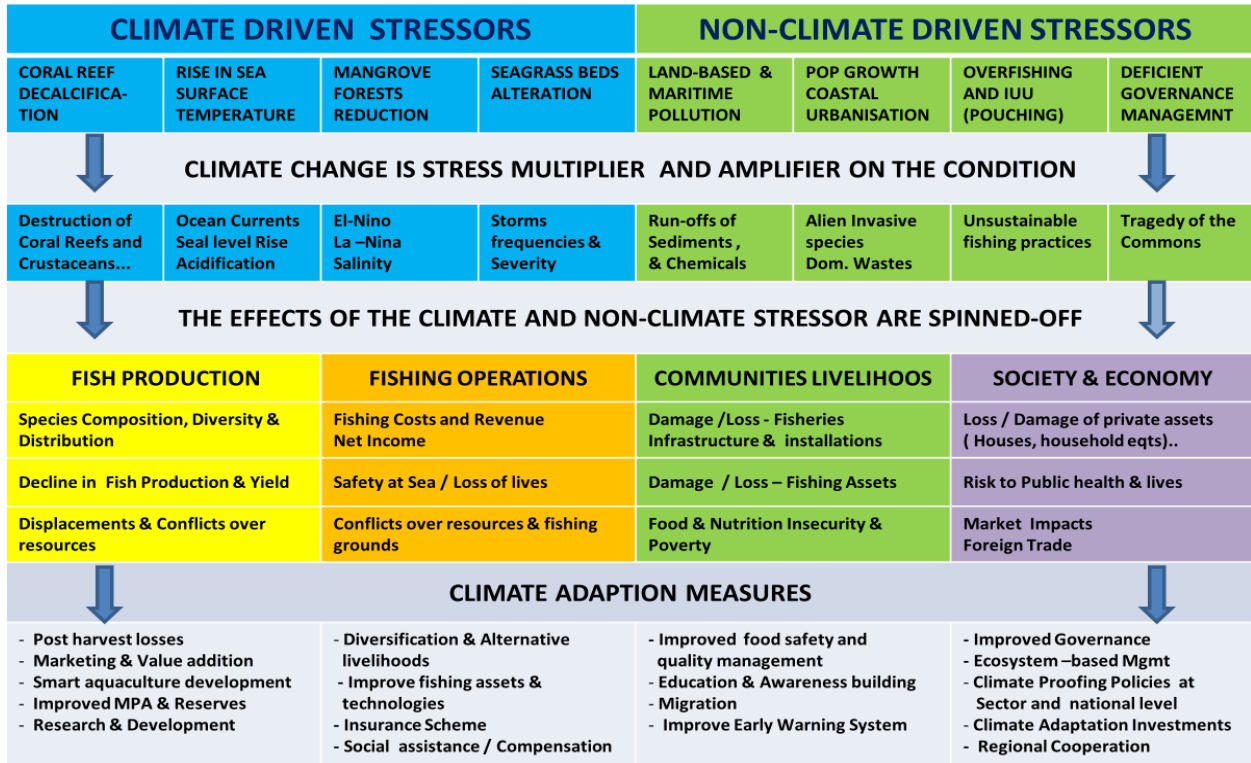 CLIMATE DRIVEN STRESSORS
NON-CLIMATE DRIVEN STRESSORS
CORAL REEF
DECALCIFICA-
TION
RISE IN SEA
SURFACE
TEMPERATURE
MANGROVE
FORESTS
REDUCTION
SEAGRASS BEDS
ALTERATION
LAND-BASED &
MARITIME
POLLUTION
POP GROWTH
COASTAL
URBANISATION
OVERFISHING
AND IUU
(POUCHING)
DEFICIENT
GOVERNANCE
MANAGEMNT
CLIMATE CHANGE IS STRESS MULTIPLIER AND AMPLIFIER ON THE CONDITION
Destruction of
Coral Reefs and
Crustaceans...
Ocean Currents
Seal level Rise
Acidification
El-Nino
La –Nina
Salinity
Storms
frequencies &
Severity
Run-offs of
Sediments ,
& Chemicals
Alien Invasive
species
Dom. Wastes
Unsustainable
fishing practices
Tragedy of the
Commons
THE EFFECTS OF THE CLIMATE AND NON-CLIMATE STRESSOR ARE SPINNED-OFF
FISH PRODUCTION
FISHING OPERATIONS
COMMUNITIES LIVELIHOOS
SOCIETY & ECONOMY
Species Composition, Diversity &
Distribution
Fishing Costs and Revenue
Net Income
Damage /Loss - Fisheries
Infrastructure & installations
Loss / Damage of private assets
( Houses, household eqts)..
Decline in Fish Production & Yield
Safety at Sea / Loss of lives
Damage / Loss – Fishing Assets
Risk to Public health & lives
Displacements & Conflicts over
resources
Conflicts over resources & fishing
grounds
Food & Nutrition Insecurity &
Poverty
Market Impacts
Foreign Trade
CLIMATE ADAPTION MEASURES
- Post harvest losses
- Marketing & Value addition
- Smart aquaculture development
- Improved MPA & Reserves
- Research & Development
- Diversification & Alternative
livelihoods
- Improve fishing assets &
technologies
- Insurance Scheme
- Social assistance / Compensation
- Improved food safety and
quality management
- Education & Awareness building
- Migration
- Improve Early Warning System
- Improved Governance
- Ecosystem –based Mgmt
- Climate Proofing Policies at
Sector and national level
- Climate Adaptation Investments
- Regional Cooperation